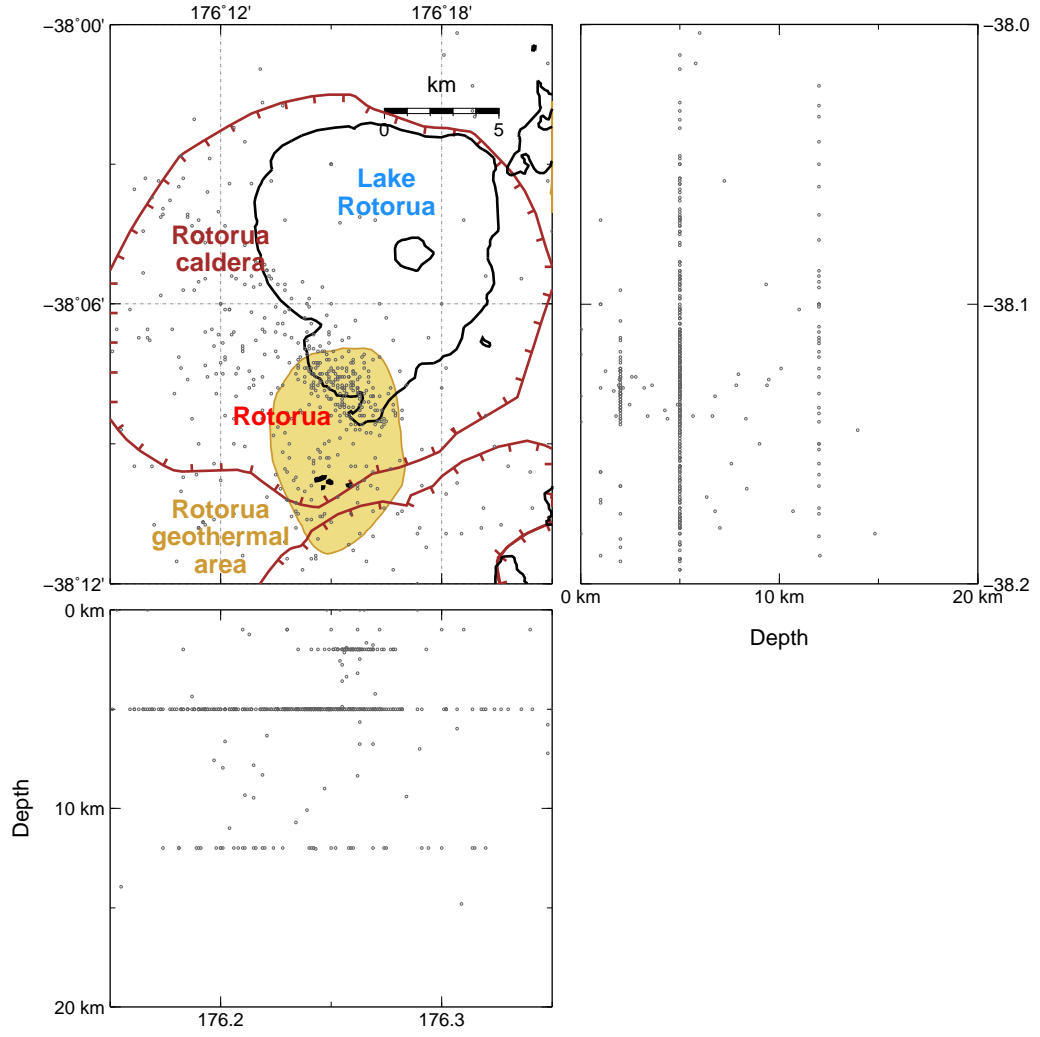 176°12'
176°18'
−38°00'
−38.0
km
0
5
Lake
Rotorua
Rotorua
caldera
−38°06'
−38.1
Rotorua
Rotorua
geothermal
area
−38°12'
−38.2
0 km
10 km
20 km
Depth
0 km
10 km
20 km
Depth
176.2
176.3